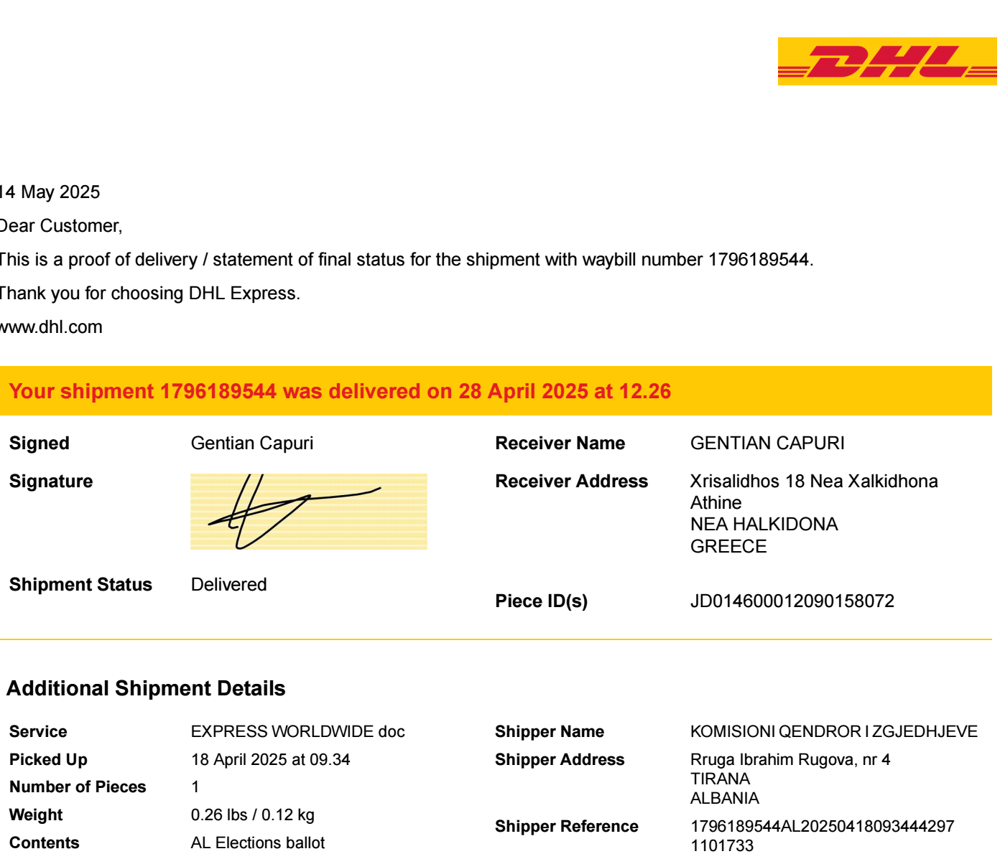 DHL
14 May 2025
Dear Customer,
This is a proof of delivery / statement of final status for the shipment with waybill number 1796189544.
Thank you for choosing DHL Express.
www.dhl.com
Your shipment 1796189544 was delivered on 28 April 2025 at 12.26
Signed Gentian Capuri
Signature
Shipment Status Delivered
Receiver Name GENTIAN CAPURI
Receiver Address Xrisalidhos 18 Nea Xalkidhona
Athine
NEA HALKIDONA
GREECE
Piece ID(s) JD014600012090158072
Additional Shipment Details
Service EXPRESS WORLDWIDE doc
Picked Up 18 April 2025 at 09.34
Number of Pieces 1
Weight 0.26 lbs / 0.12 kg
Contents AL Elections ballot
Shipper Name KOMISIONI QENDROR I ZGJEDHJEVE
Shipper Address Rruga Ibrahim Rugova, nr 4
TIRANA
ALBANIA
Shipper Reference 1796189544AL20250418093444297
1101733